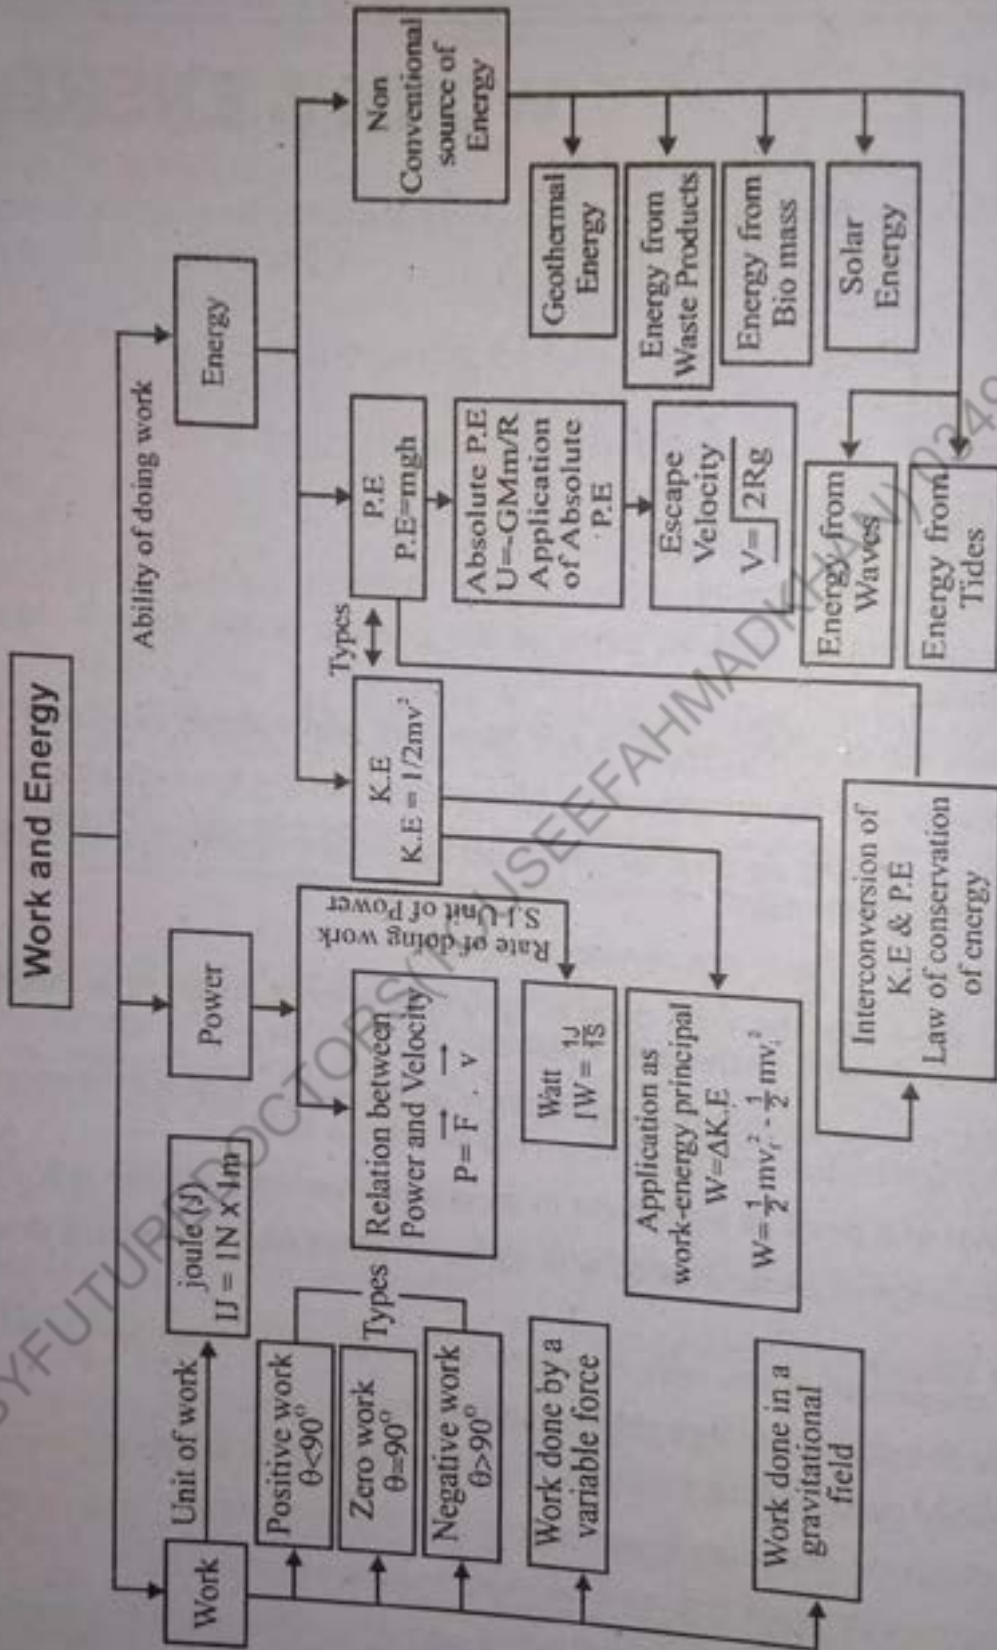 Work and Energy
Ability of doing work
Work
Unit of work
joule (J)
1J = 1N x 1m
Positive work
θ<90°
Zero work
θ=90°
Negative work
θ>90°
Types
Work done by a
variable force
Work done in a
gravitational
field
Power
Relation between
Power and Velocity
P = F . v
Rate of doing work
S.I Unit of Power
Watt
1W = 1J/1S
Energy
K.E
K.E = 1/2mv²
Types
P.E
P.E=mgh
Application as
work-energy principal
W=ΔK.E
W=1/2 mv_f² - 1/2 mv_i²
Interconversion of
K.E & P.E
Law of conservation
of energy
Absolute P.E
U=-GMm/R
Application
of Absolute
P.E
Escape
Velocity
V=√2Rg
Non
Conventional
source of
Energy
Geothermal
Energy
Energy from
Waste Products
Energy from
Bio mass
Solar
Energy
Energy from
Waves
Energy from
Tides